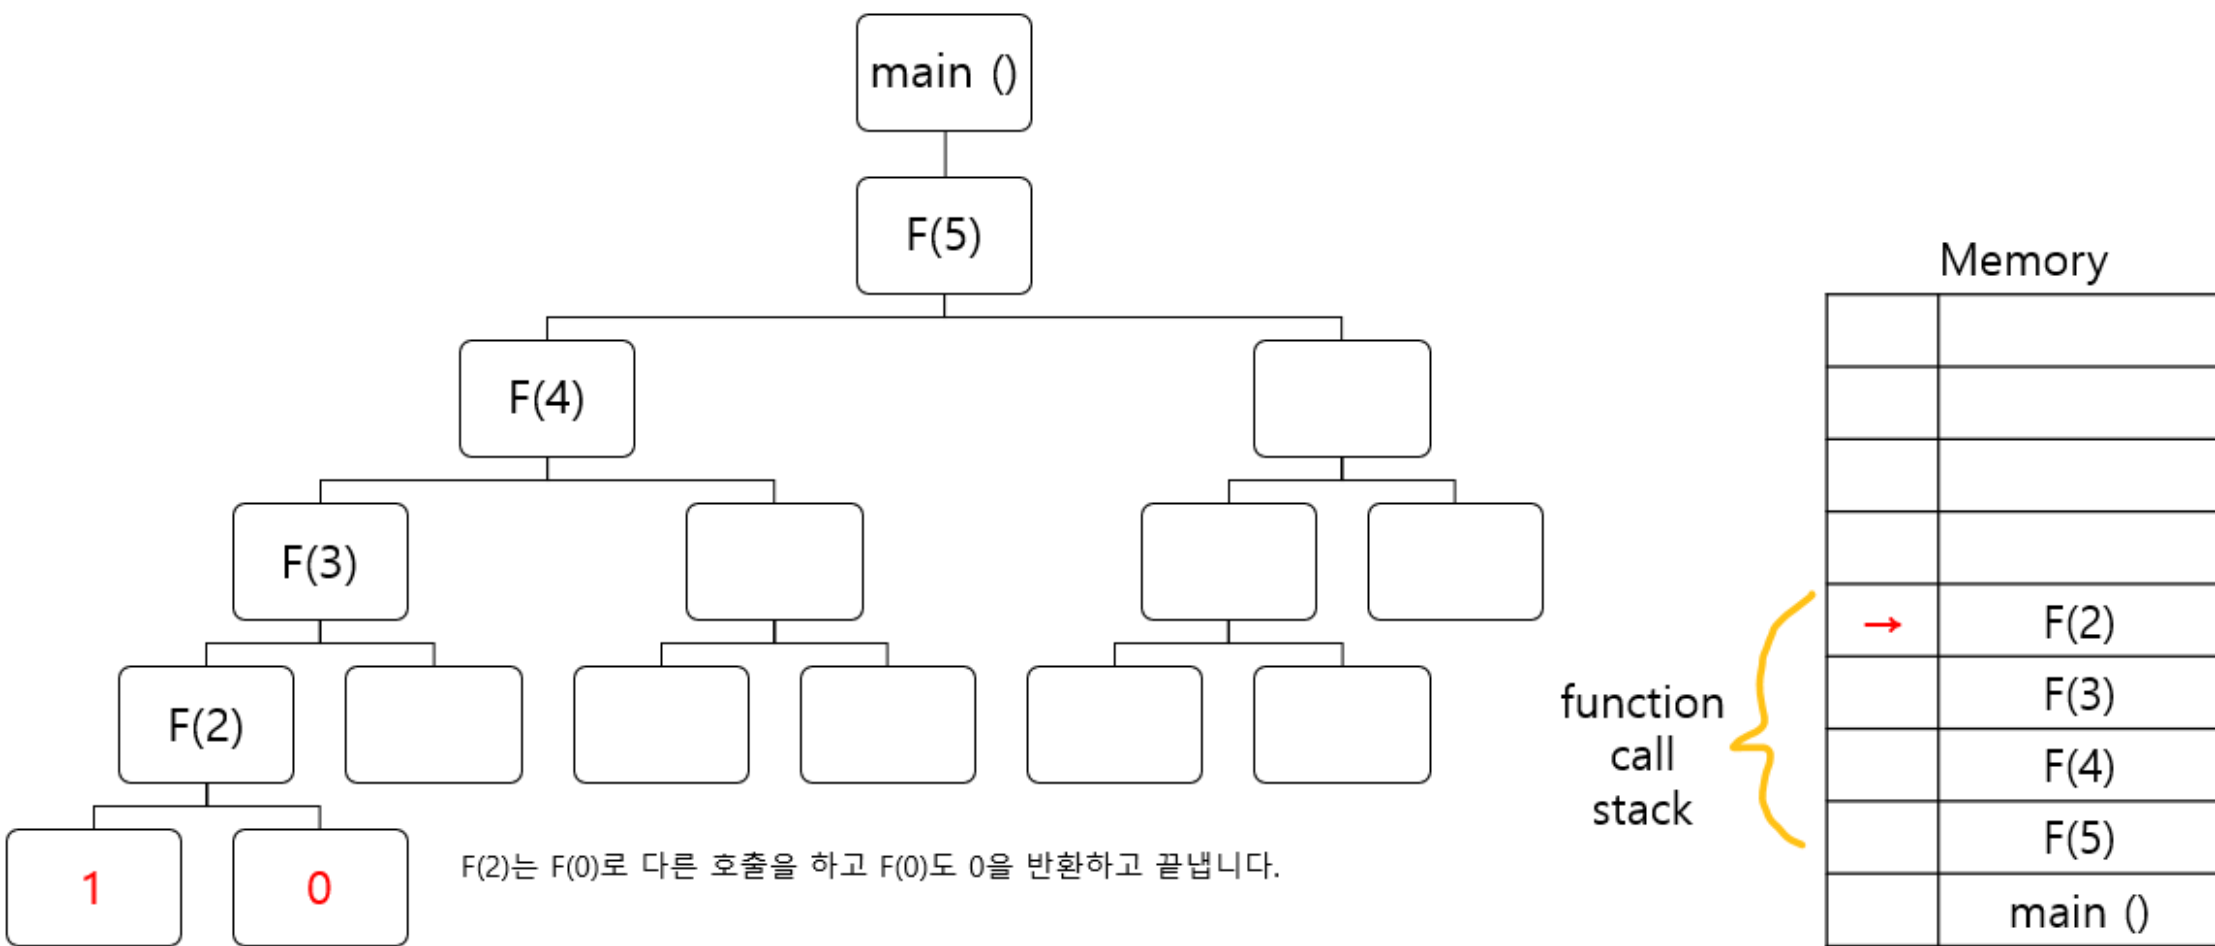 main ()
F(5)
F(4)
F(3)
F(2)
1
0
F(2)는 F(0)로 다른 호출을 하고 F(0)도 0을 반환하고 끝냅니다.
function
call
stack
Memory
→ F(2)
F(3)
F(4)
F(5)
main ()